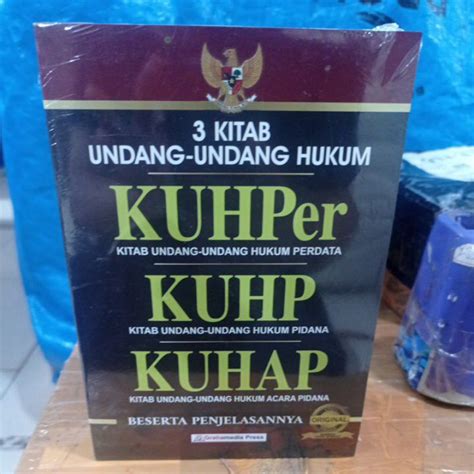 3 KITAB
UNDANG-UNDANG HUKUM
KUHPer
KITAB UNDANG-UNDANG HUKUM PERDATA
KUHP
KITAB UNDANG-UNDANG HUKUM PIDANA
KUHAP
KITAB UNDANG-UNDANG HUKUM ACARA PIDANA
BESERTA PENJELASANNYA
ORIGINAL
Grahamedia Press